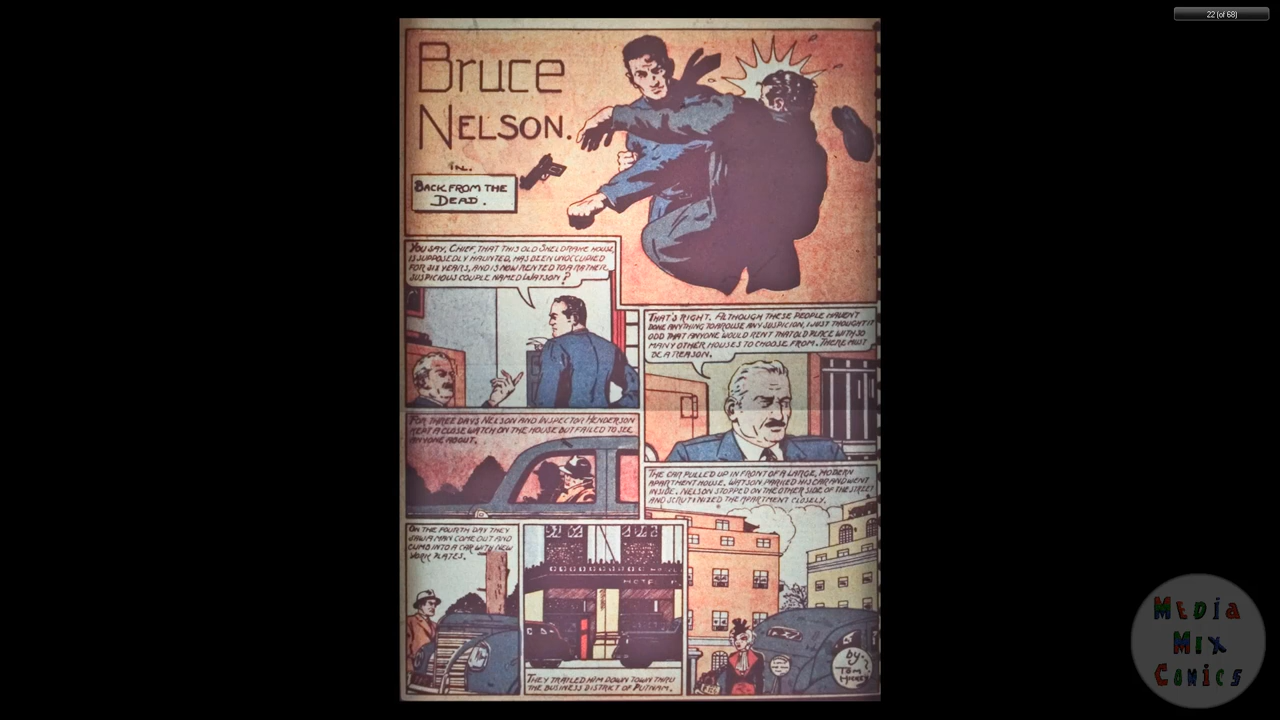 22 (of 68)
Bruce
NELSON.
IN.
BACK FROM THE
DEAD.
YOU SAY, CHIEF, THAT THIS OLD SHELDRAKE HOUSE,
IS SUPPOSEDLY HAUNTED, HAS BEEN UNOCCUPIED
FOR SIX YEARS, AND IS NOW RENTED TO A RATHER
SUSPICIOUS COUPLE NAMED WATSON?
THAT'S RIGHT. ALTHOUGH THESE PEOPLE HAVEN'T
DONE ANYTHING TO AROUSE ANY SUSPICION, I JUST THOUGHT IT
ODD THAT ANYONE WOULD RENT THAT OLD PLACE WITH SO
MANY OTHER HOUSES TO CHOOSE FROM. THERE MUST
BE A REASON.
FOR THREE DAYS NELSON AND INSPECTOR HENDERSON
KEPT A CLOSE WATCH ON THE HOUSE BUT FAILED TO SEE
ANYONE ABOUT.
ON THE FOURTH DAY THEY
SAW A MAN COME OUT AND
CLIMB INTO A CAR WITH NEW
YORK PLATES.
HOTEL
THEY TRAILED HIM DOWN TOWN THRU
THE BUSINESS DISTRICT OF PUTNAM.
THE CAR PULLED UP IN FRONT OF A LARGE, MODERN
APARTMENT HOUSE. WATSON PARKED HIS CAR AND WENT
INSIDE. NELSON STOPPED ON THE OTHER SIDE OF THE STREET
AND SCRUTINIZED THE APARTMENT CLOSELY.
by
TOM
HICKEY
MEDiA
MiX
COMiCS